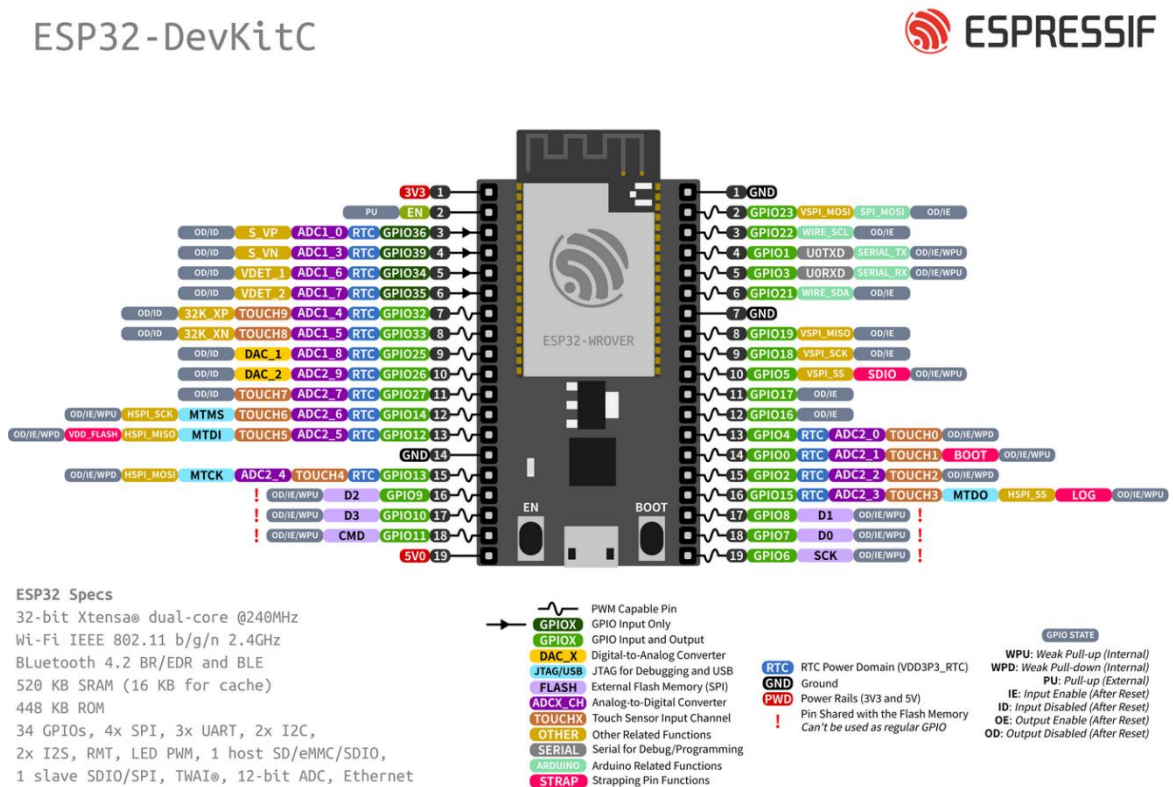 ESP32-DevKitC
ESPRESSIF
3V3 1
PU EN 2
OD/ID S_VP ADC1_0 RTC GPIO36 3
OD/ID S_VN ADC1_3 RTC GPIO39 4
OD/ID VDET_1 ADC1_6 RTC GPIO34 5
OD/ID VDET_2 ADC1_7 RTC GPIO35 6
OD/ID 32K_XP TOUCH9 ADC1_4 RTC GPIO32 7
OD/ID 32K_XN TOUCH8 ADC1_5 RTC GPIO33 8
OD/ID DAC_1 ADC1_8 RTC GPIO25 9
OD/ID DAC_2 ADC2_9 RTC GPIO26 10
OD/ID TOUCH7 ADC2_7 RTC GPIO27 11
OD/IE/WPU HSPI_SCK MTMS TOUCH6 ADC2_6 RTC GPIO14 12
OD/IE/WPD VDD_FLASH HSPI_MISO MTDI TOUCH5 ADC2_5 RTC GPIO12 13
GND 14
OD/IE/WPD HSPI_MOSI MTCK ADC2_4 TOUCH4 RTC GPIO13 15
! OD/IE/WPU D2 GPIO9 16
! OD/IE/WPU D3 GPIO10 17
! OD/IE/WPU CMD GPIO11 18
5V0 19
ESP32-WROVER
EN
BOOT
1 GND
2 GPIO23 VSPI_MOSI SPI_MOSI OD/IE
3 GPIO22 WIRE_SCL OD/IE
4 GPIO1 U0TXD SERIAL_TX OD/IE/WPU
5 GPIO3 U0RXD SERIAL_RX OD/IE/WPU
6 GPIO21 WIRE_SDA OD/IE
7 GND
8 GPIO19 VSPI_MISO OD/IE
9 GPIO18 VSPI_SCK OD/IE
10 GPIO5 VSPI_SS SDIO OD/IE/WPU
11 GPIO17 OD/IE
12 GPIO16 OD/IE
13 GPIO4 RTC ADC2_0 TOUCH0 OD/IE/WPD
14 GPIO0 RTC ADC2_1 TOUCH1 BOOT OD/IE/WPU
15 GPIO2 RTC ADC2_2 TOUCH2 OD/IE/WPD
16 GPIO15 RTC ADC2_3 TOUCH3 MTDO HSPI_SS LOG OD/IE/WPU
17 GPIO8 D1 OD/IE/WPU !
18 GPIO7 D0 OD/IE/WPU !
19 GPIO6 SCK OD/IE/WPU !
ESP32 Specs
32-bit Xtensa® dual-core @240MHz
Wi-Fi IEEE 802.11 b/g/n 2.4GHz
BLuetooth 4.2 BR/EDR and BLE
520 KB SRAM (16 KB for cache)
448 KB ROM
34 GPIOs, 4x SPI, 3x UART, 2x I2C,
2x I2S, RMT, LED PWM, 1 host SD/eMMC/SDIO,
1 slave SDIO/SPI, TWAI®, 12-bit ADC, Ethernet
PWM Capable Pin
GPIOX GPIO Input Only
GPIOX GPIO Input and Output
DAC_X Digital-to-Analog Converter
JTAG/USB JTAG for Debugging and USB
FLASH External Flash Memory (SPI)
ADCX_CH Analog-to-Digital Converter
TOUCHX Touch Sensor Input Channel
OTHER Other Related Functions
SERIAL Serial for Debug/Programming
ARDUINO Arduino Related Functions
STRAP Strapping Pin Functions
RTC RTC Power Domain (VDD3P3_RTC)
GND Ground
PWD Power Rails (3V3 and 5V)
! Pin Shared with the Flash Memory
Can't be used as regular GPIO
GPIO STATE
WPU: Weak Pull-up (Internal)
WPD: Weak Pull-down (Internal)
PU: Pull-up (External)
IE: Input Enable (After Reset)
ID: Input Disabled (After Reset)
OE: Output Enable (After Reset)
OD: Output Disabled (After Reset)